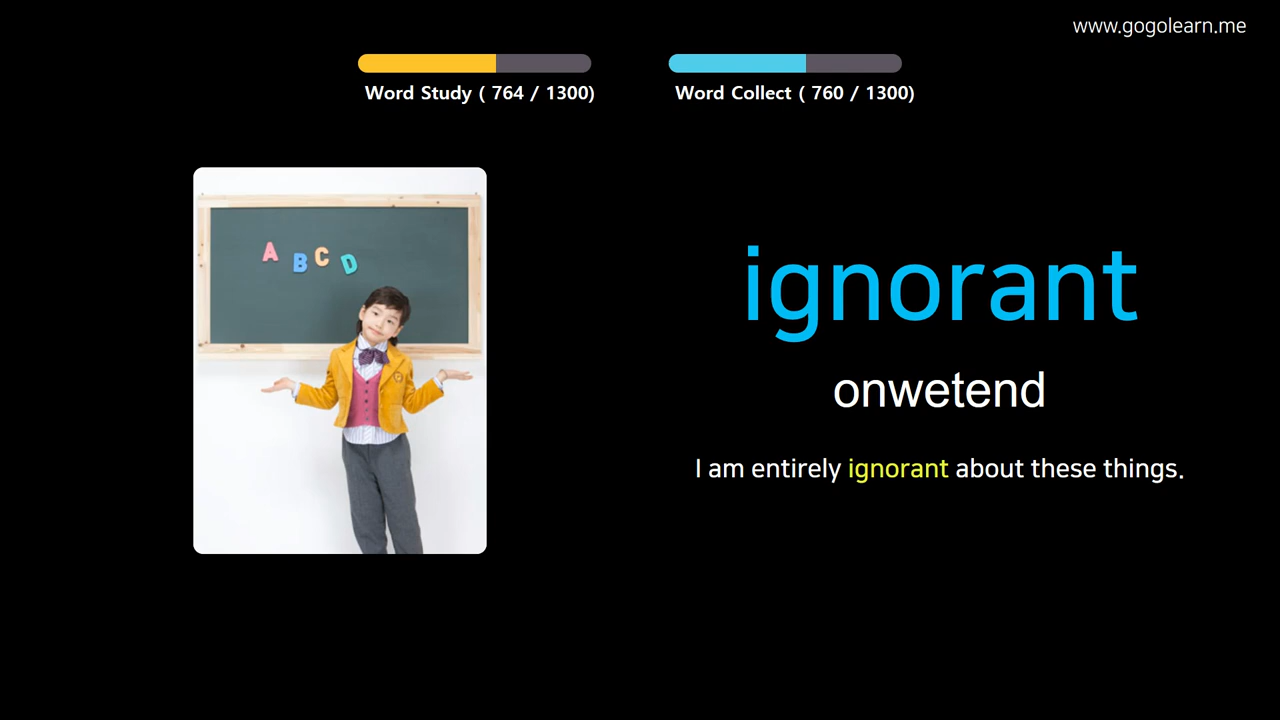 www.gogolearn.me
Word Study ( 764 / 1300)
Word Collect ( 760 / 1300)
A B C D
ignorant
onwetend
I am entirely ignorant about these things.